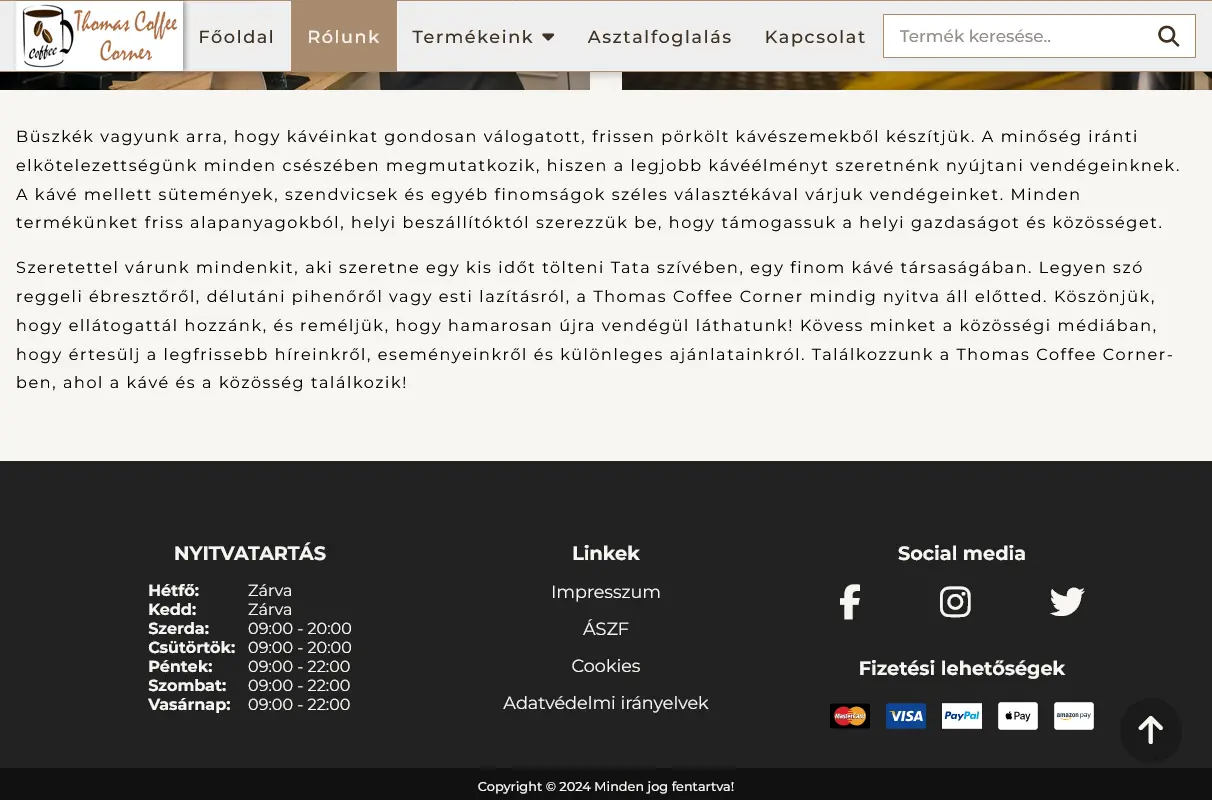 Thomas Coffee
Corner
Coffee
Főoldal
Rólunk
Termékeink
Asztalfoglalás
Kapcsolat
Termék keresése..
Büszkék vagyunk arra, hogy kávéinkat gondosan válogatott, frissen pörkölt kávészemekből készítjük. A minőség iránti
elkötelezettségünk minden csészében megmutatkozik, hiszen a legjobb kávéélményt szeretnénk nyújtani vendégeinknek.
A kávé mellett sütemények, szendvicsek és egyéb finomságok széles választékával várjuk vendégeinket. Minden
termékünket friss alapanyagokból, helyi beszállítóktól szerezzük be, hogy támogassuk a helyi gazdaságot és közösséget.
Szeretettel várunk mindenkit, aki szeretne egy kis időt tölteni Tata szívében, egy finom kávé társaságában. Legyen szó
reggeli ébresztőről, délutáni pihenőről vagy esti lazításról, a Thomas Coffee Corner mindig nyitva áll előtted. Köszönjük,
hogy ellátogattál hozzánk, és reméljük, hogy hamarosan újra vendégül láthatunk! Kövess minket a közösségi médiában,
hogy értesülj a legfrissebb híreinkről, eseményeinkről és különleges ajánlatainkról. Találkozzunk a Thomas Coffee Corner-
ben, ahol a kávé és a közösség találkozik!
NYITVATARTÁS
Hétfő: Zárva
Kedd: Zárva
Szerda: 09:00 - 20:00
Csütörtök: 09:00 - 20:00
Péntek: 09:00 - 22:00
Szombat: 09:00 - 22:00
Vasárnap: 09:00 - 22:00
Linkek
Impresszum
ÁSZF
Cookies
Adatvédelmi irányelvek
Social media
Fizetési lehetőségek
MasterCard
VISA
PayPal
Pay
amazon pay
Copyright © 2024 Minden jog fentartva!